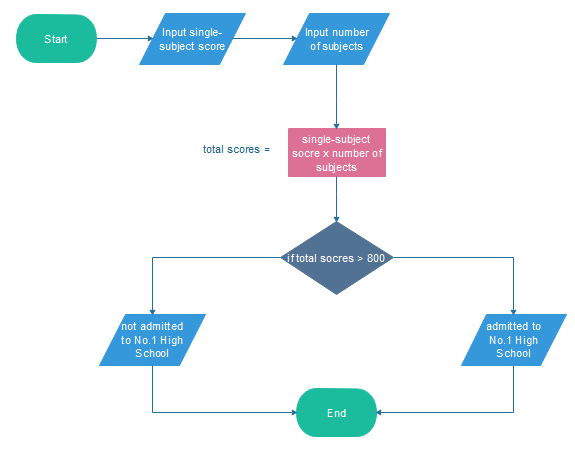 Start
Input single-
subject score
Input number
of subjects
total scores =
single-subject
socre x number of
subjects
if total socres > 800
not admitted
to No.1 High
School
admitted to
No.1 High
School
End